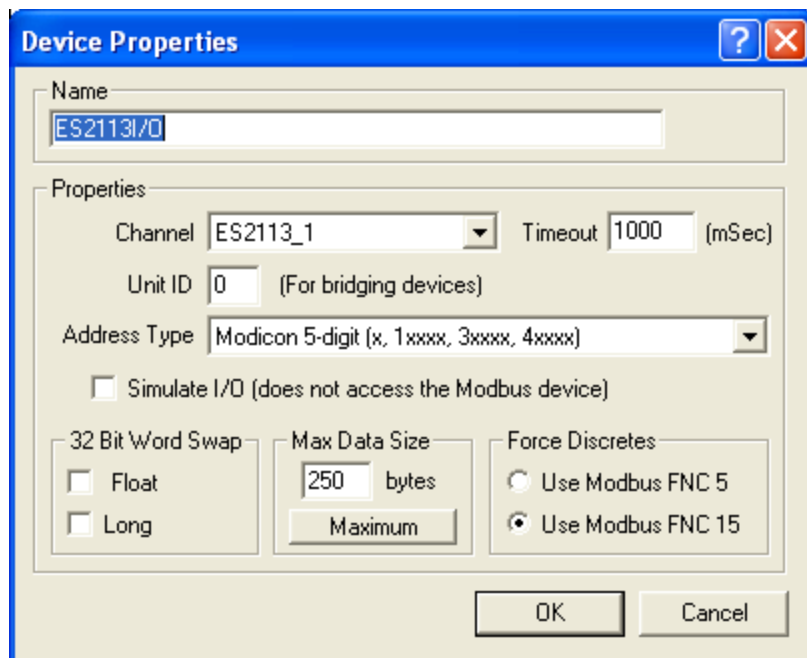 Device Properties
Name
ES2113I/O
Properties
Channel ES2113_1 Timeout 1000 (mSec)
Unit ID 0 (For bridging devices)
Address Type Modicon 5-digit (x, 1xxxx, 3xxxx, 4xxxx)
Simulate I/O (does not access the Modbus device)
32 Bit Word Swap Max Data Size Force Discretes
Float 250 bytes Use Modbus FNC 5
Long Maximum Use Modbus FNC 15
OK Cancel